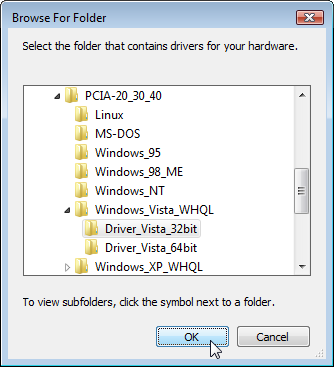 Browse For Folder
Select the folder that contains drivers for your hardware.
PCIA-20_30_40
Linux
MS-DOS
Windows_95
Windows_98_ME
Windows_NT
Windows_Vista_WHQL
Driver_Vista_32bit
Driver_Vista_64bit
Windows_XP_WHQL
To view subfolders, click the symbol next to a folder.
OK Cancel